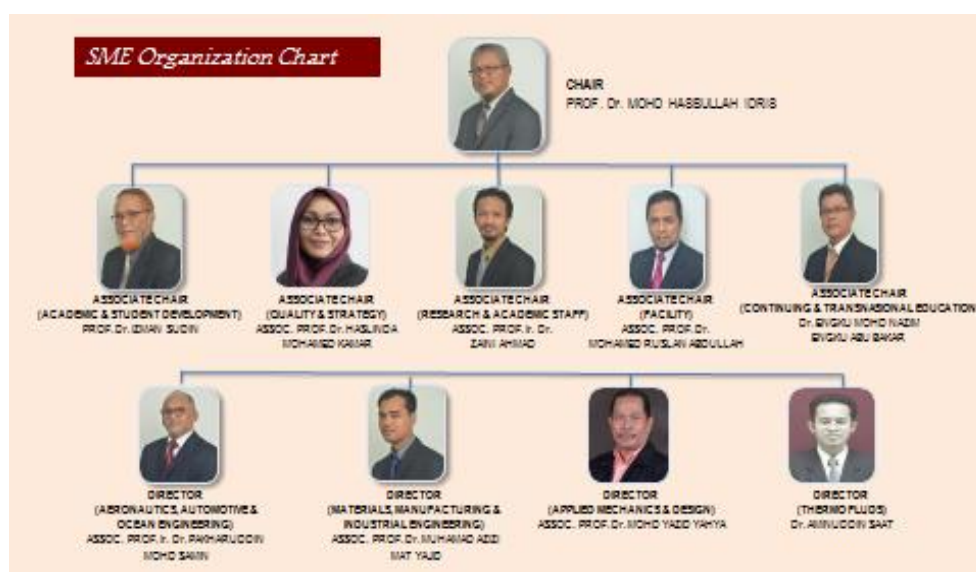 SME Organization Chart
CHAIR
PROF. Dr. MOHD HASBULLAH IDRIS
ASSOCIATE CHAIR
(ACADEMIC & STUDENT DEVELOPMENT)
PROF. Dr. IZMAN SUDIN
ASSOCIATE CHAIR
(QUALITY & STRATEGY)
ASSOC. PROF. Dr. HASLINDA
MOHAMED KAMAR
ASSOCIATE CHAIR
(RESEARCH & ACADEMIC STAFF)
ASSOC. PROF. Ir. Dr.
ZAINI AHMAD
ASSOCIATE CHAIR
(FACILITY)
ASSOC. PROF. Dr.
MOHAMED RUSLAN ABDULLAH
ASSOCIATE CHAIR
(CONTINUING & TRANSNASIONAL EDUCATION
Dr. ENGKU MOHD NAZIM
ENGKU ABU BAKAR
DIRECTOR
(AERONAUTICS, AUTOMOTIVE &
OCEAN ENGINEERING)
ASSOC. PROF. Ir. Dr. PAKHARUDDIN
MOHD SAMIN
DIRECTOR
(MATERIALS, MANUFACTURING &
INDUSTRIAL ENGINEERING)
ASSOC. PROF. Dr. MUHAMAD AZIZI
MAT YAJID
DIRECTOR
(APPLIED MECHANICS & DESIGN)
ASSOC. PROF. Dr. MOHD YAZID YAHYA
DIRECTOR
(THERMO FLUIDS)
Dr. AMINUDDIN SAAT